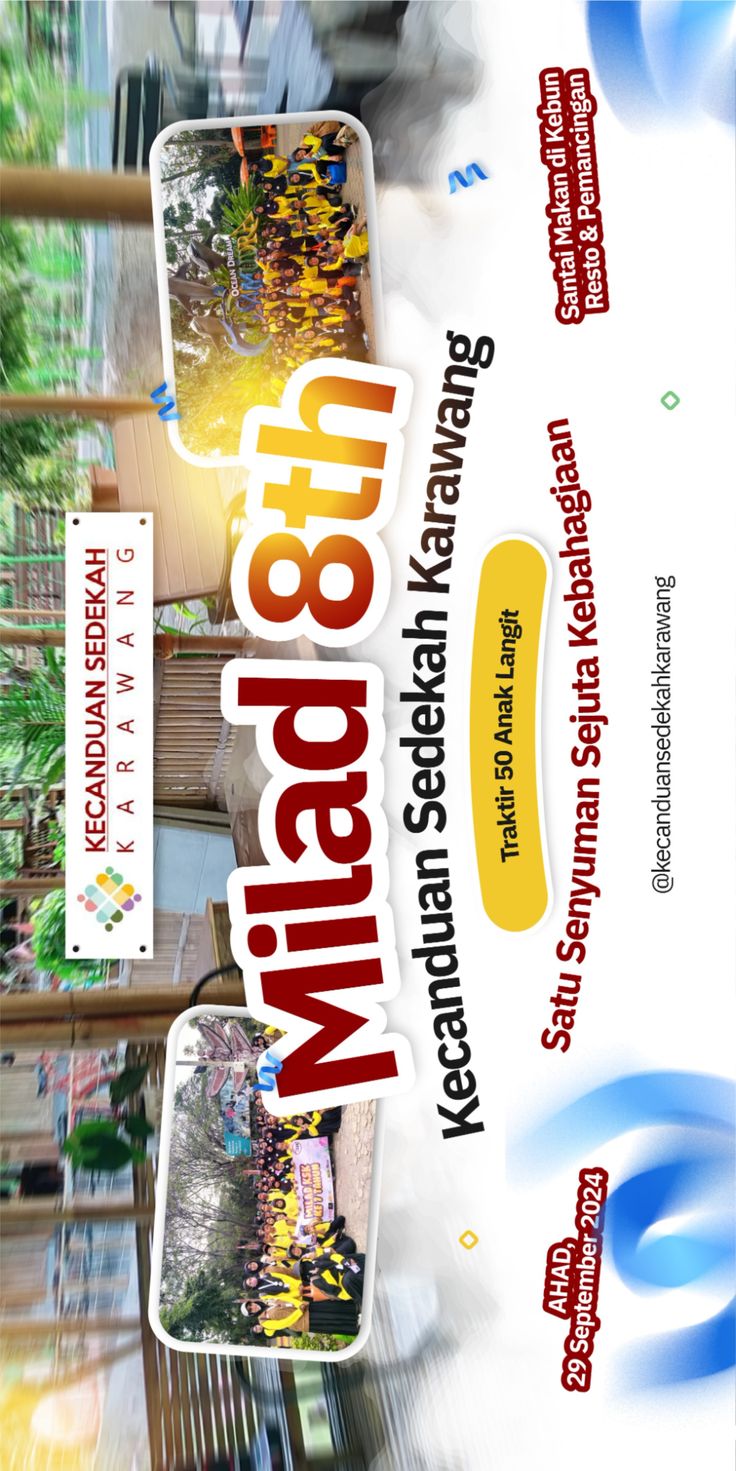 KECANDUAN SEDEKAH
KARAWANG
MILAD KSK
KE 7 TAHUN
OCEAN DREAM
SAMUDRA
Milad 8th
Kecanduan Sedekah Karawang
Traktir 50 Anak Langit
Satu Senyuman Sejuta Kebahagiaan
AHAD,
29 September 2024
Santai Makan di Kebun
Resto & Pemancingan
@kecanduansedekahkarawang